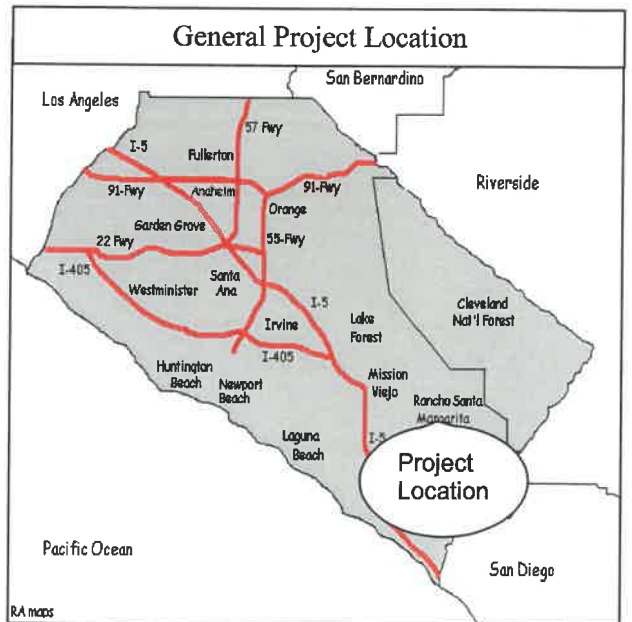 General Project Location
San Bernardino
Los Angeles
57 Fwy
I-5
Fullerton
Riverside
91-Fwy
Anaheim
91-Fwy
Orange
Garden Grove
22 Fwy
55-Fwy
I-405
Santa
Ana
Westminister
I-5
Cleveland
Nat'l Forest
Irvine
Lake
Forest
I-405
Huntington
Beach
Newport
Beach
Mission
Viejo
Rancho Santa
Margarita
Laguna
Beach
I-5
Project
Location
Pacific Ocean
San Diego
RA maps